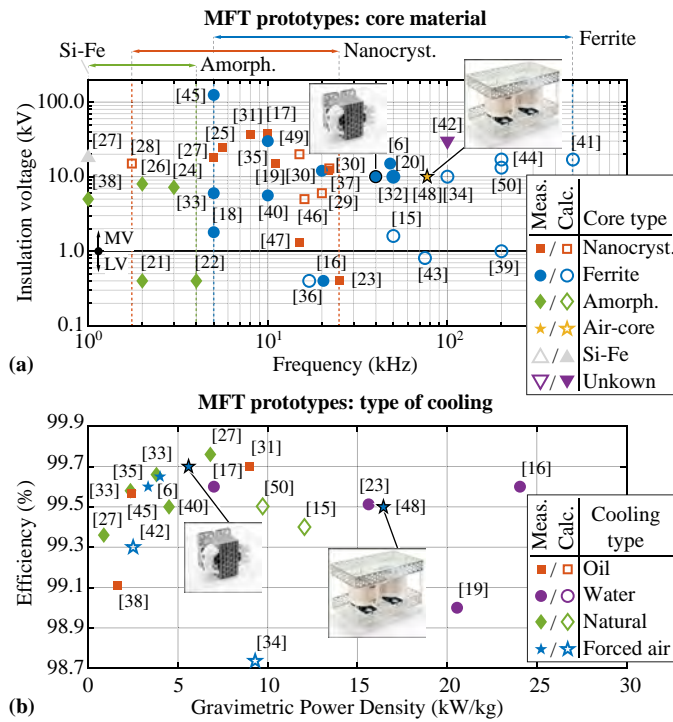 MFT prototypes: core material
Ferrite
Nanocryst.
Si-Fe
Amorph.
Insulation voltage (kV)
100.0
10.0
1.0
0.1
[45]
[31]
[17]
[42]
[41]
[27]
[28]
[25]
[49]
[6]
[44]
[27]
[26]
[24]
[35]
[30]
[20]
[19]
[30]
[37]
[50]
[38]
[33]
[40]
[29]
[32]
[48]
[34]
[18]
[46]
[15]
MV
LV
[47]
[21]
[22]
[16]
[23]
[43]
[39]
[36]
10⁰
10¹
10²
Frequency (kHz)
(a)
Meas.
Calc.
Core type
/ Nanocryst.
/ Ferrite
/ Amorph.
/ Air-core
/ Si-Fe
/ Unkown
MFT prototypes: type of cooling
Efficiency (%)
99.9
99.7
99.5
99.3
99.1
98.9
98.7
[33]
[27]
[31]
[35]
[17]
[23]
[16]
[33]
[6]
[50]
[45]
[40]
[15]
[48]
[27]
[42]
[38]
[19]
[34]
0
5
10
15
20
25
30
Gravimetric Power Density (kW/kg)
(b)
Meas.
Calc.
Cooling
type
/ Oil
/ Water
/ Natural
/ Forced air